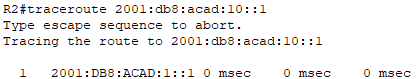 R2#traceroute 2001:db8:acad:10::1
Type escape sequence to abort.
Tracing the route to 2001:db8:acad:10::1
1 2001:DB8:ACAD:1::1 0 msec 0 msec 0 msec